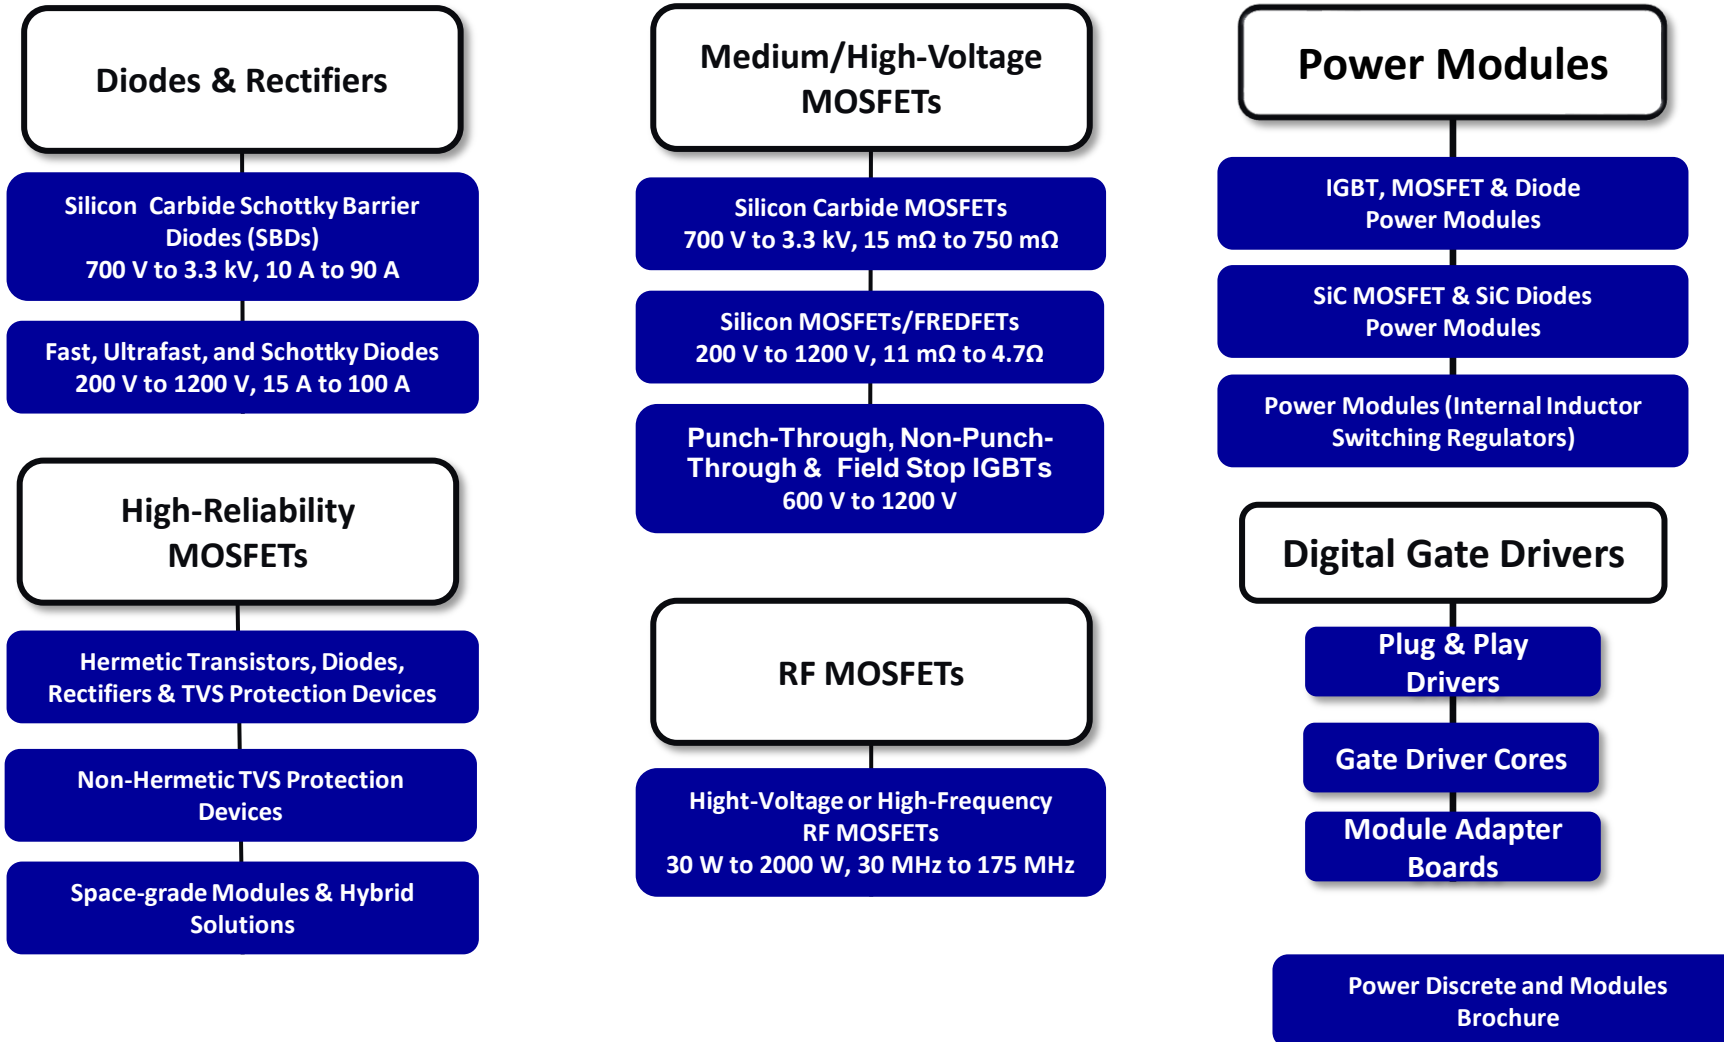 Diodes & Rectifiers
Silicon Carbide Schottky Barrier
Diodes (SBDs)
700 V to 3.3 kV, 10 A to 90 A
Fast, Ultrafast, and Schottky Diodes
200 V to 1200 V, 15 A to 100 A
High-Reliability
MOSFETs
Hermetic Transistors, Diodes,
Rectifiers & TVS Protection Devices
Non-Hermetic TVS Protection
Devices
Space-grade Modules & Hybrid
Solutions
Medium/High-Voltage
MOSFETs
Silicon Carbide MOSFETs
700 V to 3.3 kV, 15 mΩ to 750 mΩ
Silicon MOSFETs/FREDFETs
200 V to 1200 V, 11 mΩ to 4.7Ω
Punch-Through, Non-Punch-
Through & Field Stop IGBTs
600 V to 1200 V
RF MOSFETs
Hight-Voltage or High-Frequency
RF MOSFETs
30 W to 2000 W, 30 MHz to 175 MHz
Power Modules
IGBT, MOSFET & Diode
Power Modules
SiC MOSFET & SiC Diodes
Power Modules
Power Modules (Internal Inductor
Switching Regulators)
Digital Gate Drivers
Plug & Play
Drivers
Gate Driver Cores
Module Adapter
Boards
Power Discrete and Modules
Brochure